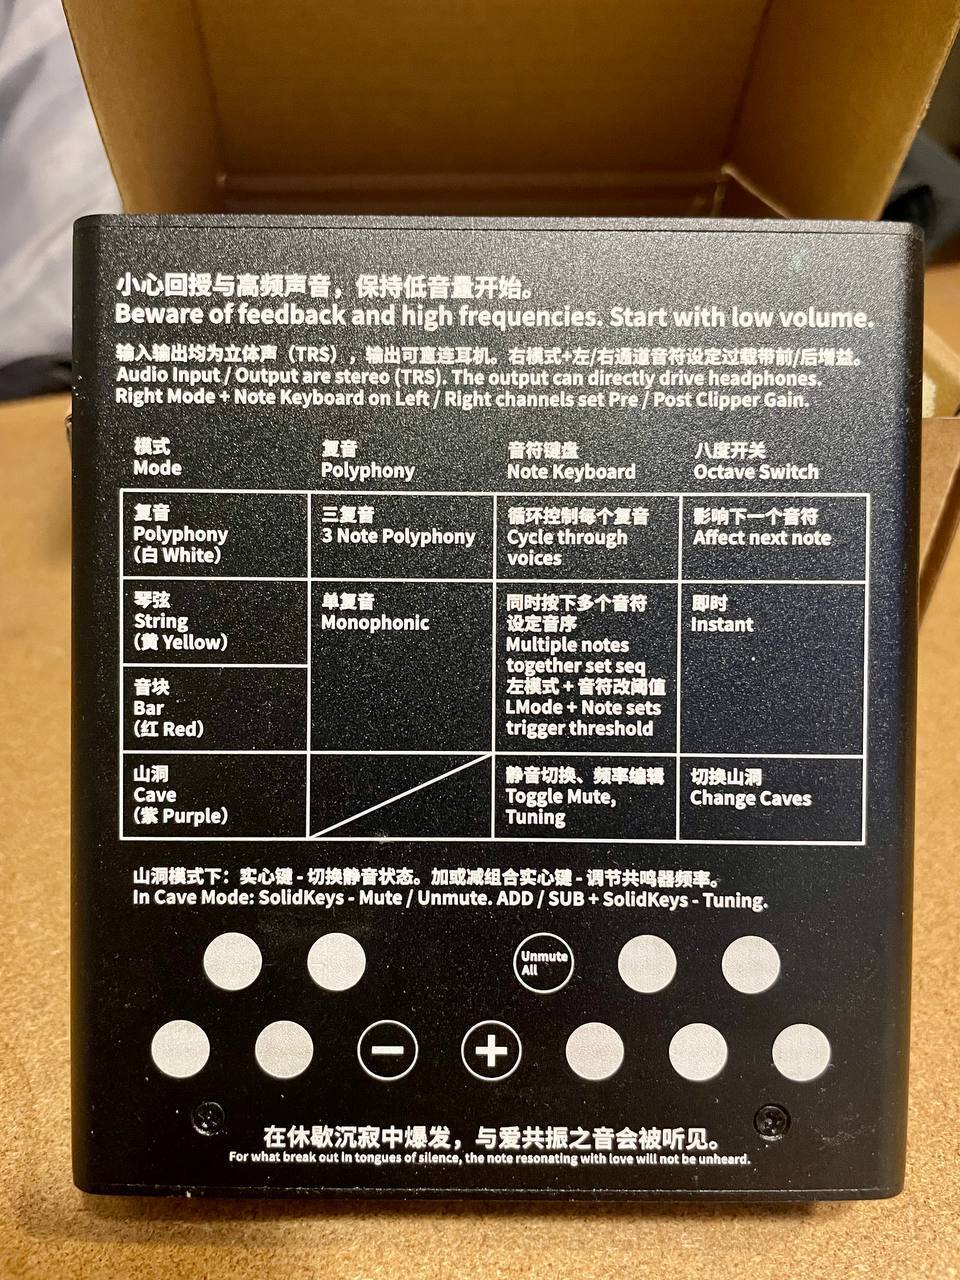 小心回授与高频声音，保持低音量开始。
Beware of feedback and high frequencies. Start with low volume.
输入输出均为立体声（TRS），输出可直连耳机。右模式+左/右通道音符设定过载带前/后增益。
Audio Input / Output are stereo (TRS). The output can directly drive headphones.
Right Mode + Note Keyboard on Left / Right channels set Pre / Post Clipper Gain.
模式 复音 音符键盘 八度开关
Mode Polyphony Note Keyboard Octave Switch
复音 三复音 循环控制每个复音 影响下一个音符
Polyphony 3 Note Polyphony Cycle through Affect next note
(白 White) voices
琴弦 单复音 同时按下多个音符 即时
String Monophonic 设定音序 Instant
(黄 Yellow) Multiple notes
together set seq
音块 左模式 + 音符改阈值
Bar LMode + Note sets
(红 Red) trigger threshold
山洞 静音切换、频率编辑 切换山洞
Cave Toggle Mute, Change Caves
(紫 Purple) Tuning
山洞模式下：实心键 - 切换静音状态。加或减组合实心键 - 调节共鸣器频率。
In Cave Mode: SolidKeys - Mute / Unmute. ADD / SUB + SolidKeys - Tuning.
Unmute
All
− +
在休歇沉寂中爆发，与爱共振之音会被听见。
For what break out in tongues of silence, the note resonating with love will not be unheard.